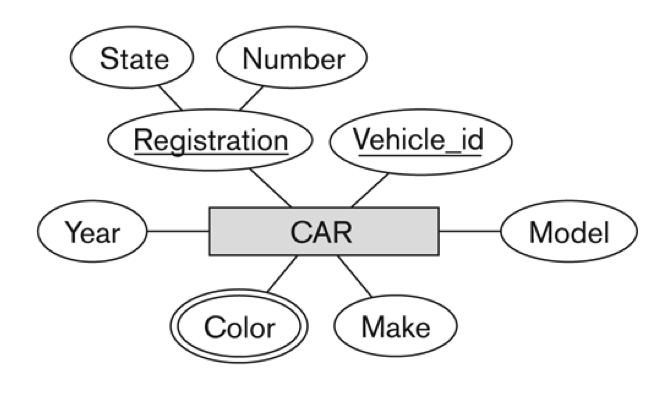 State
Number
Registration
Vehicle_id
Year
CAR
Model
Color
Make